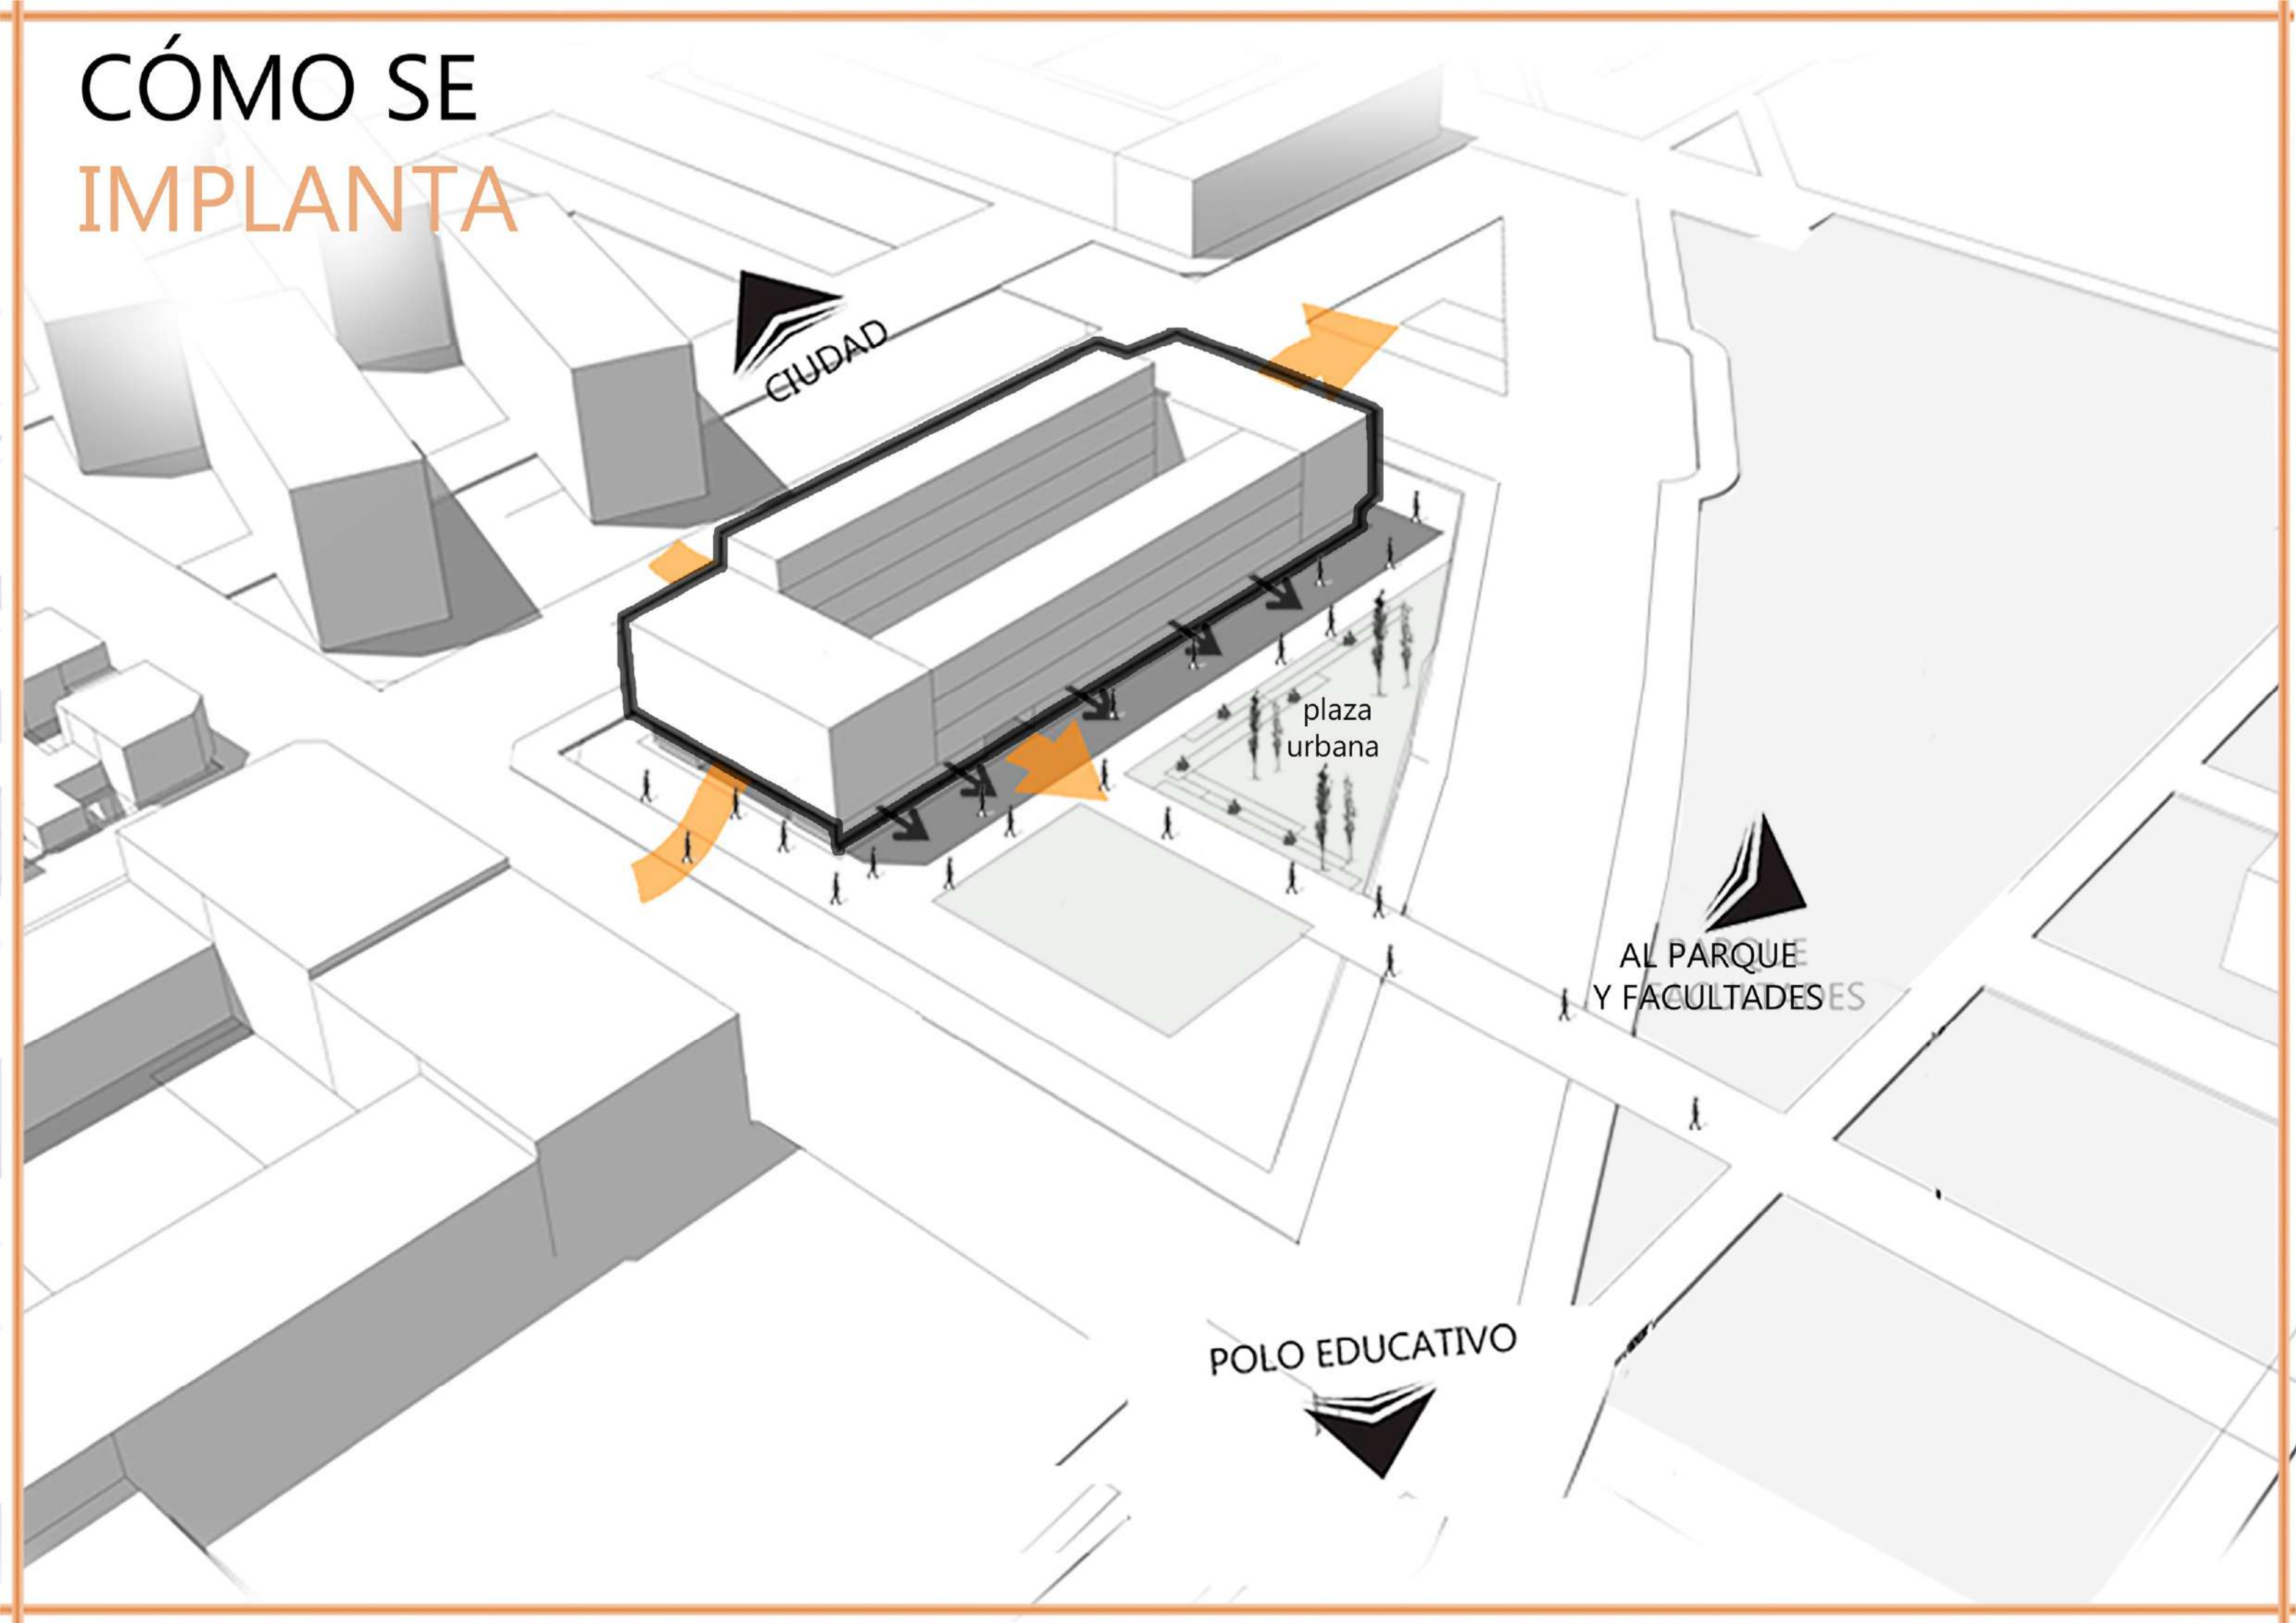 CÓMO SE
IMPLANTA
CIUDAD
plaza
urbana
AL PARQUE
Y FACULTADES
POLO EDUCATIVO